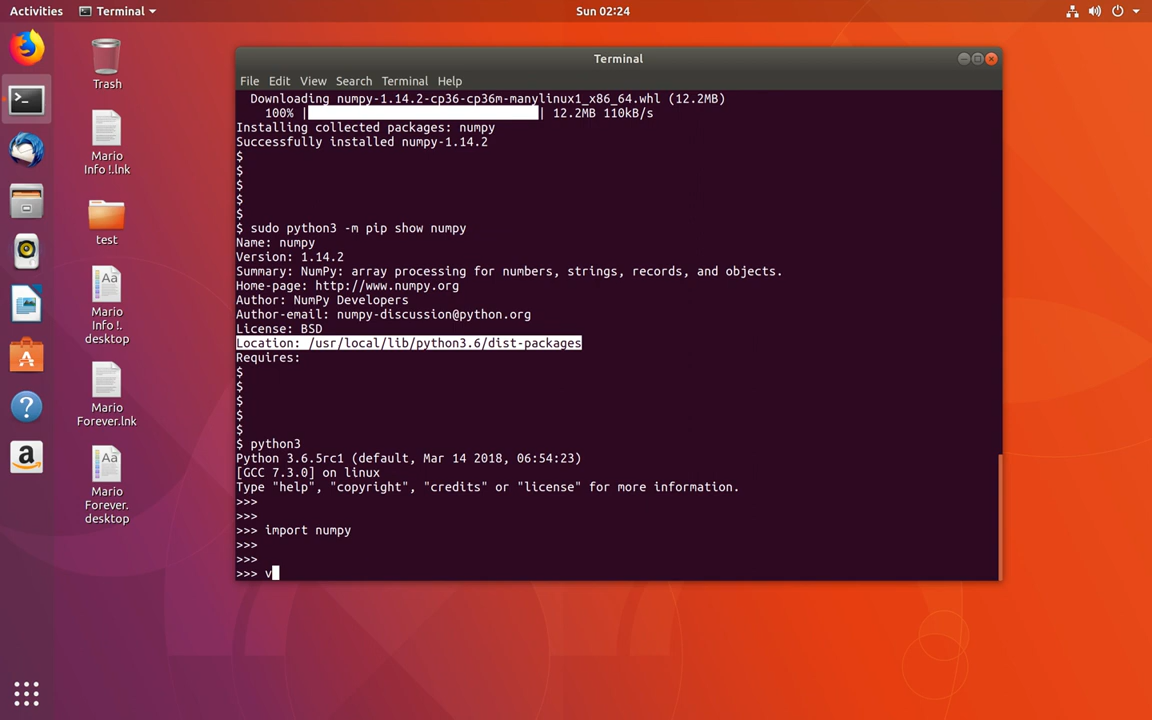 Activities Terminal Sun 02:24
Trash
Mario
Info !.lnk
test
Mario
Info !.
desktop
Mario
Forever.lnk
Mario
Forever.
desktop
Terminal
File Edit View Search Terminal Help
Downloading numpy-1.14.2-cp36-cp36m-manylinux1_x86_64.whl (12.2MB)
100% | | 12.2MB 110kB/s
Installing collected packages: numpy
Successfully installed numpy-1.14.2
$
$
$
$
$
$ sudo python3 -m pip show numpy
Name: numpy
Version: 1.14.2
Summary: NumPy: array processing for numbers, strings, records, and objects.
Home-page: http://www.numpy.org
Author: NumPy Developers
Author-email: numpy-discussion@python.org
License: BSD
Location: /usr/local/lib/python3.6/dist-packages
Requires:
$
$
$
$
$
$ python3
Python 3.6.5rc1 (default, Mar 14 2018, 06:54:23)
[GCC 7.3.0] on linux
Type "help", "copyright", "credits" or "license" for more information.
>>>
>>>
>>> import numpy
>>>
>>>
>>> v